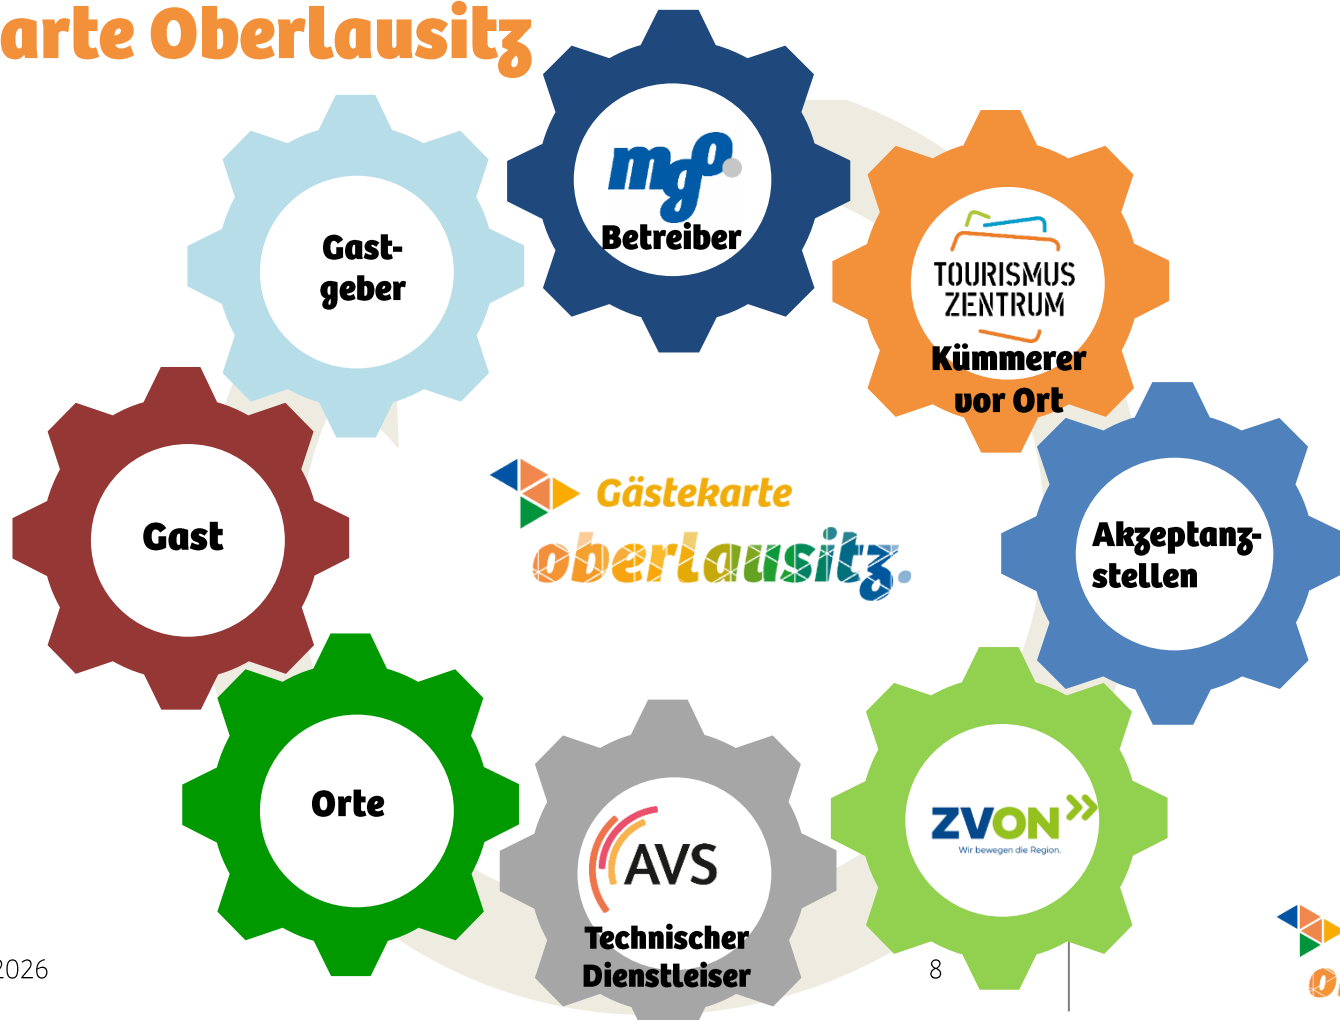 arte Oberlausitz
mgo
Betreiber
Gast-
geber
TOURISMUS
ZENTRUM
Kümmerer
vor Ort
Gast
Gästekarte
oberlausitz.
Akzeptanz-
stellen
Orte
AVS
Technischer
Dienstleiser
ZVON
Wir bewegen die Region.
2026
8